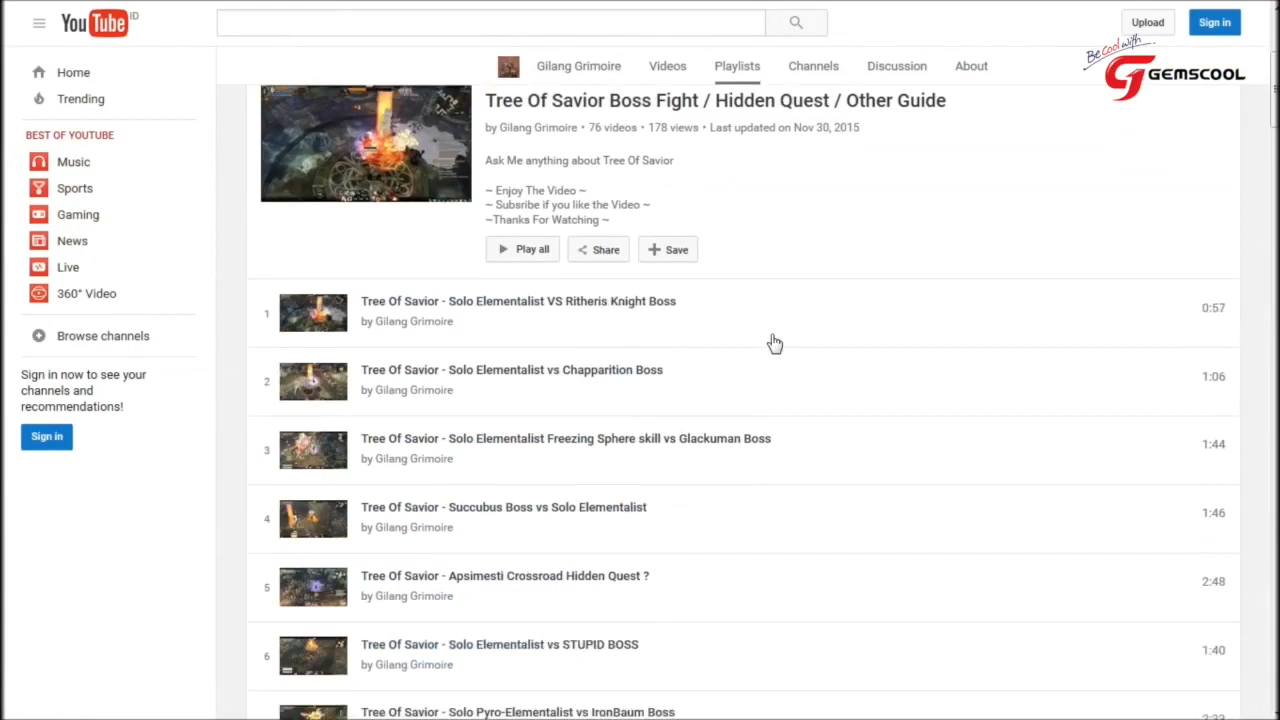 YouTube ID
Upload
Sign in
Be Cool with
GEMSCOOL
Home
Trending
BEST OF YOUTUBE
Music
Sports
Gaming
News
Live
360° Video
Browse channels
Sign in now to see your
channels and
recommendations!
Sign in
Gilang Grimoire Videos Playlists Channels Discussion About
Tree Of Savior Boss Fight / Hidden Quest / Other Guide
by Gilang Grimoire • 76 videos • 178 views • Last updated on Nov 30, 2015
Ask Me anything about Tree Of Savior
~ Enjoy The Video ~
~ Subsribe if you like the Video ~
~Thanks For Watching ~
Play all Share Save
1 Tree Of Savior - Solo Elementalist VS Ritheris Knight Boss 0:57
by Gilang Grimoire
2 Tree Of Savior - Solo Elementalist vs Chapparition Boss 1:06
by Gilang Grimoire
3 Tree Of Savior - Solo Elementalist Freezing Sphere skill vs Glackuman Boss 1:44
by Gilang Grimoire
4 Tree Of Savior - Succubus Boss vs Solo Elementalist 1:46
by Gilang Grimoire
5 Tree Of Savior - Apsimesti Crossroad Hidden Quest ? 2:48
by Gilang Grimoire
6 Tree Of Savior - Solo Elementalist vs STUPID BOSS 1:40
by Gilang Grimoire
Tree Of Savior - Solo Pyro-Elementalist vs IronBaum Boss